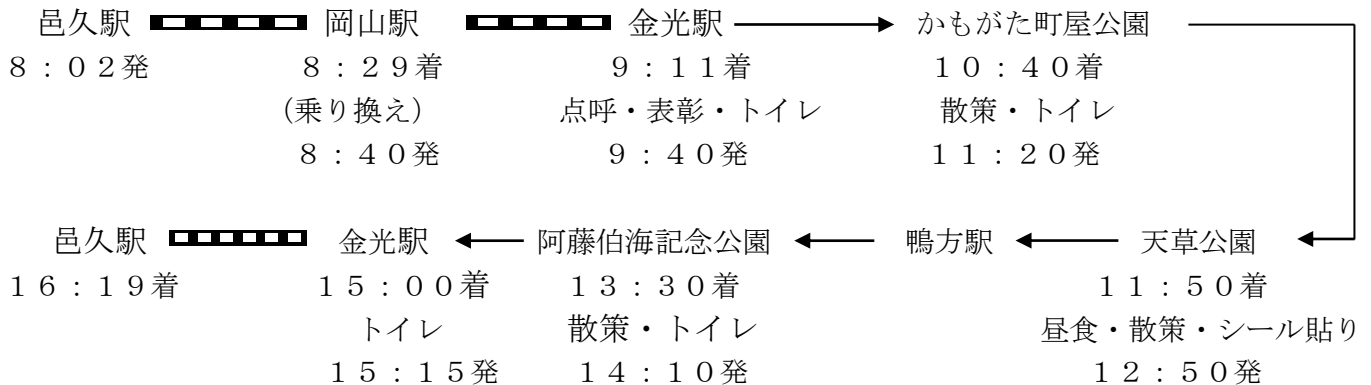 邑久駅 岡山駅 金光駅 かもがた町屋公園
８：０２発 ８：２９着 ９：１１着 １０：４０着
(乗り換え) 点呼・表彰・トイレ 散策・トイレ
８：４０発 ９：４０発 １１：２０発
邑久駅 金光駅 阿藤伯海記念公園 鴨方駅 天草公園
１６：１９着 １５：００着 １３：３０着 １１：５０着
トイレ 散策・トイレ 昼食・散策・シール貼り
１５：１５発 １４：１０発 １２：５０発